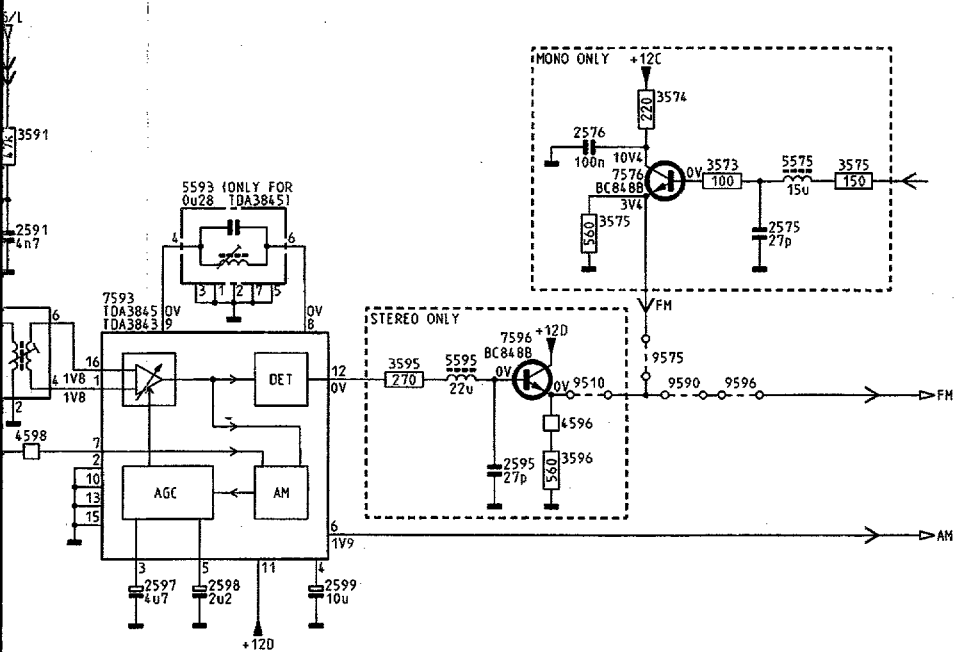 S/L
3591
47K
2591
4n7
MONO ONLY
+12C
220
3574
2576
100n
10V4
7576
BC848B
3V4
0V
3573
100
5575
15u
3575
150
560
3575
2575
27p
FM
9575
5593 (ONLY FOR
0u28 TDA3845)
4
6
3 1 2 7 5
7593
TDA3845
TDA3843
0V
9
0V
8
6
4
2
16
1V8
1
1V8
DET
12
0V
4598
7
2
10
13
15
AGC
AM
6
1V9
3
5
11
4
2597
4u7
2598
2u2
2599
10u
+12D
STEREO ONLY
3595
270
5595
22u
7596
BC848B
+12D
0V
0V
9510
4596
560
3596
2595
27p
9590
9596
FM
AM